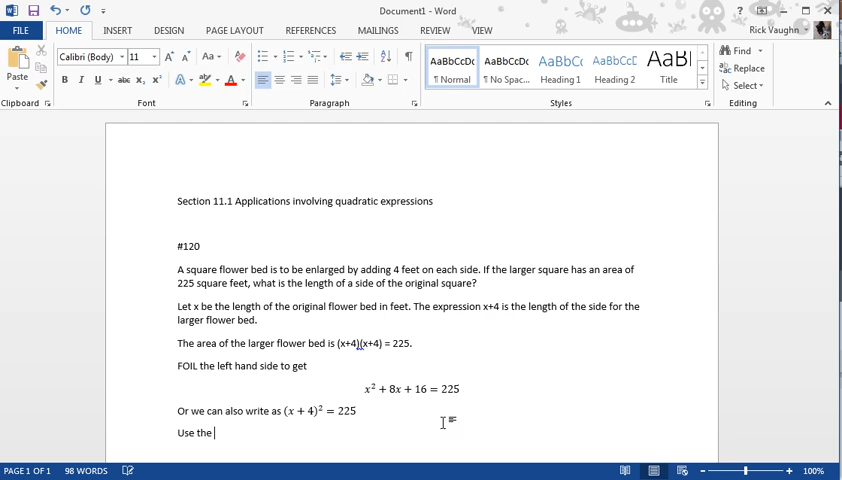 Document1 - Word
FILE HOME INSERT DESIGN PAGE LAYOUT REFERENCES MAILINGS REVIEW VIEW Rick Vaughn
Paste Calibri (Body) 11 A A Aa AaBbCcDc AaBbCcDc AaBbCc AaBbCcD AaBI Find
B I U abc X₂ X² A A ¶ Normal ¶ No Spac... Heading 1 Heading 2 Title Replace
Select
Clipboard Font Paragraph Styles Editing
Section 11.1 Applications involving quadratic expressions
#120
A square flower bed is to be enlarged by adding 4 feet on each side. If the larger square has an area of
225 square feet, what is the length of a side of the original square?
Let x be the length of the original flower bed in feet. The expression x+4 is the length of the side for the
larger flower bed.
The area of the larger flower bed is (x+4)(x+4) = 225.
FOIL the left hand side to get
x² + 8x + 16 = 225
Or we can also write as (x + 4)² = 225
Use the
PAGE 1 OF 1 98 WORDS 100%